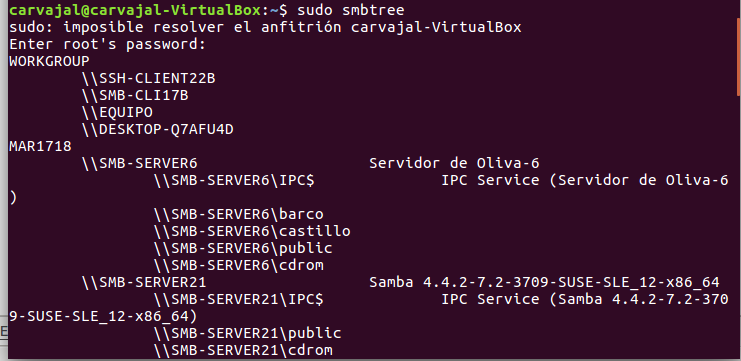 carvajal@carvajal-VirtualBox:~$ sudo smbtree
sudo: imposible resolver el anfitrión carvajal-VirtualBox
Enter root's password:
WORKGROUP
        \\SSH-CLIENT22B
        \\SMB-CLI17B
        \\EQUIPO
        \\DESKTOP-Q7AFU4D
MAR1718
        \\SMB-SERVER6                   Servidor de Oliva-6
                \\SMB-SERVER6\IPC$              IPC Service (Servidor de Oliva-6
)
                \\SMB-SERVER6\barco
                \\SMB-SERVER6\castillo
                \\SMB-SERVER6\public
                \\SMB-SERVER6\cdrom
        \\SMB-SERVER21                  Samba 4.4.2-7.2-3709-SUSE-SLE_12-x86_64
                \\SMB-SERVER21\IPC$             IPC Service (Samba 4.4.2-7.2-370
9-SUSE-SLE_12-x86_64)
                \\SMB-SERVER21\public
                \\SMB-SERVER21\cdrom